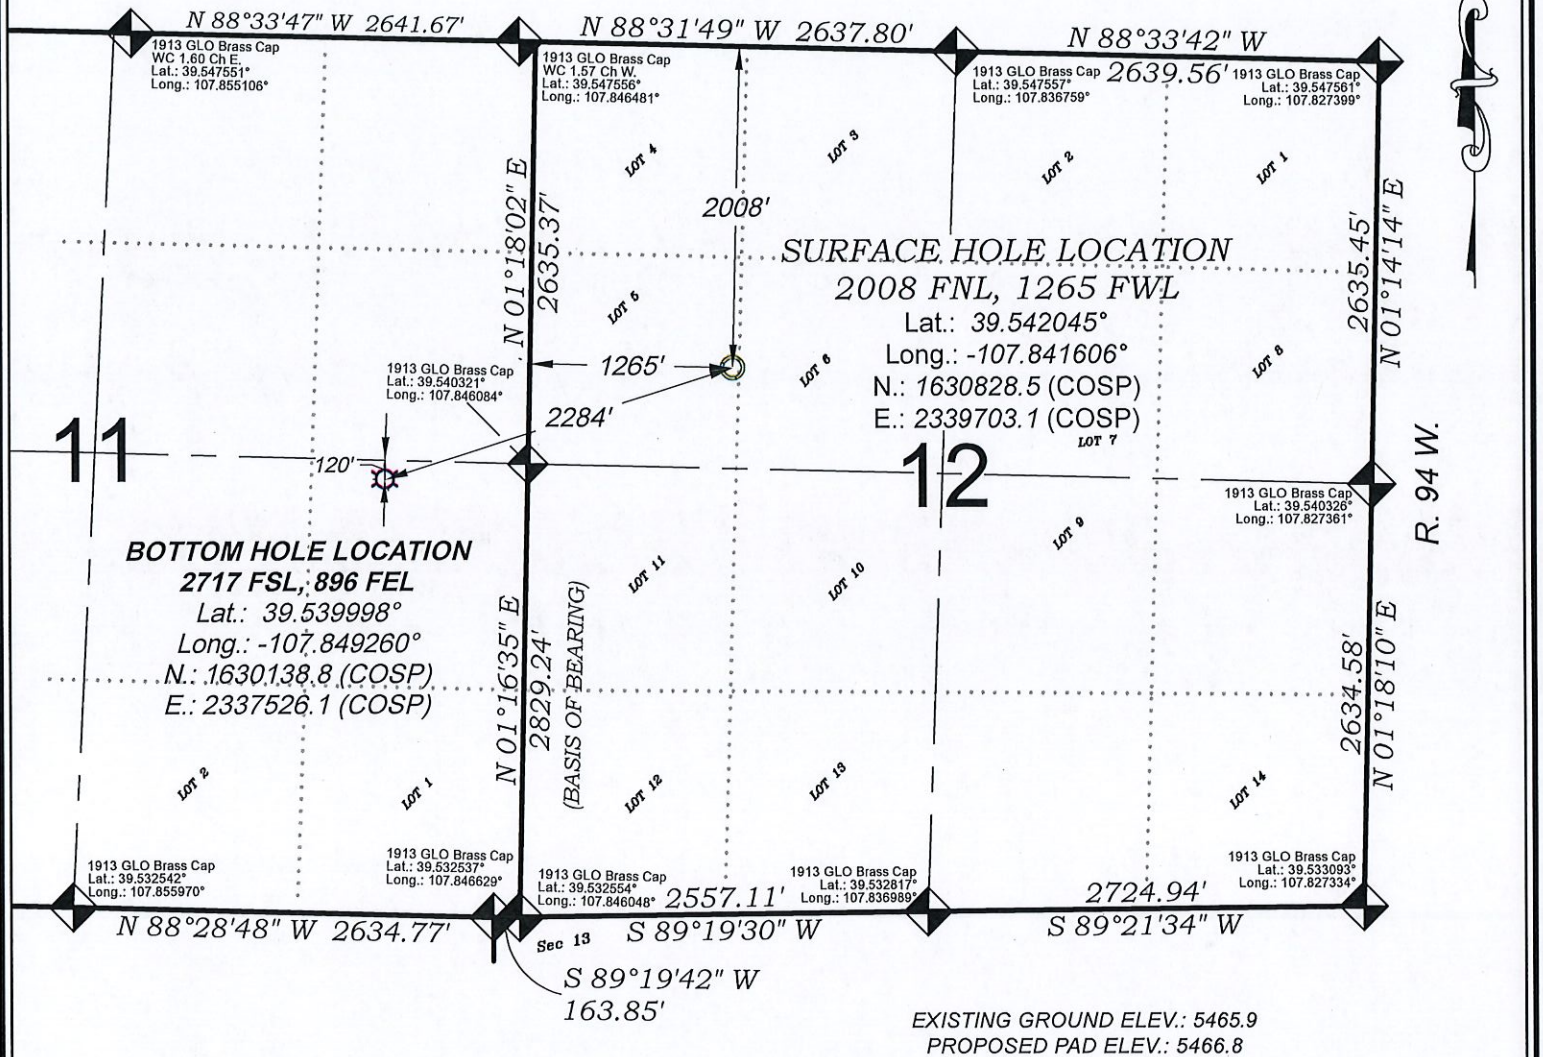 N 88°33'47" W 2641.67'
N 88°31'49" W 2637.80'
N 88°33'42" W
2639.56'
1913 GLO Brass Cap
WC 1.60 Ch E.
Lat.: 39.547551°
Long.: 107.855106°
1913 GLO Brass Cap
WC 1.57 Ch W.
Lat.: 39.547556°
Long.: 107.846481°
1913 GLO Brass Cap
Lat.: 39.547557°
Long.: 107.836759°
1913 GLO Brass Cap
Lat.: 39.547561°
Long.: 107.827399°
LOT 4
LOT 3
LOT 2
LOT 1
N 01°18'02" E
2635.37'
2008'
2635.45'
N 01°14'14" E
SURFACE HOLE LOCATION
2008 FNL, 1265 FWL
Lat.: 39.542045°
Long.: -107.841606°
N.: 1630828.5 (COSP)
E.: 2339703.1 (COSP)
LOT 5
LOT 6
LOT 8
LOT 7
1265'
2284'
1913 GLO Brass Cap
Lat.: 39.540321°
Long.: 107.846084°
11
12
120'
R. 94 W.
1913 GLO Brass Cap
Lat.: 39.540326°
Long.: 107.827361°
BOTTOM HOLE LOCATION
2717 FSL, 896 FEL
Lat.: 39.539998°
Long.: -107.849260°
N.: 1630138.8 (COSP)
E.: 2337526.1 (COSP)
N 01°16'35" E
2829.24'
(BASIS OF BEARING)
LOT 11
LOT 10
LOT 9
2634.58'
N 01°18'10" E
LOT 2
LOT 1
LOT 12
LOT 13
LOT 14
1913 GLO Brass Cap
Lat.: 39.532542°
Long.: 107.855970°
1913 GLO Brass Cap
Lat.: 39.532537°
Long.: 107.846629°
1913 GLO Brass Cap
Lat.: 39.532554°
Long.: 107.846048°
2557.11'
1913 GLO Brass Cap
Lat.: 39.532817°
Long.: 107.836989°
2724.94'
1913 GLO Brass Cap
Lat.: 39.533093°
Long.: 107.827334°
N 88°28'48" W 2634.77'
Sec 13
S 89°19'30" W
S 89°21'34" W
S 89°19'42" W
163.85'
EXISTING GROUND ELEV.: 5465.9
PROPOSED PAD ELEV.: 5466.8